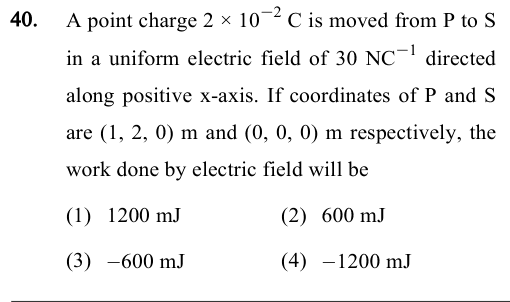 40. A point charge 2 × 10⁻² C is moved from P to S
in a uniform electric field of 30 NC⁻¹ directed
along positive x-axis. If coordinates of P and S
are (1, 2, 0) m and (0, 0, 0) m respectively, the
work done by electric field will be
(1) 1200 mJ (2) 600 mJ
(3) −600 mJ (4) −1200 mJ